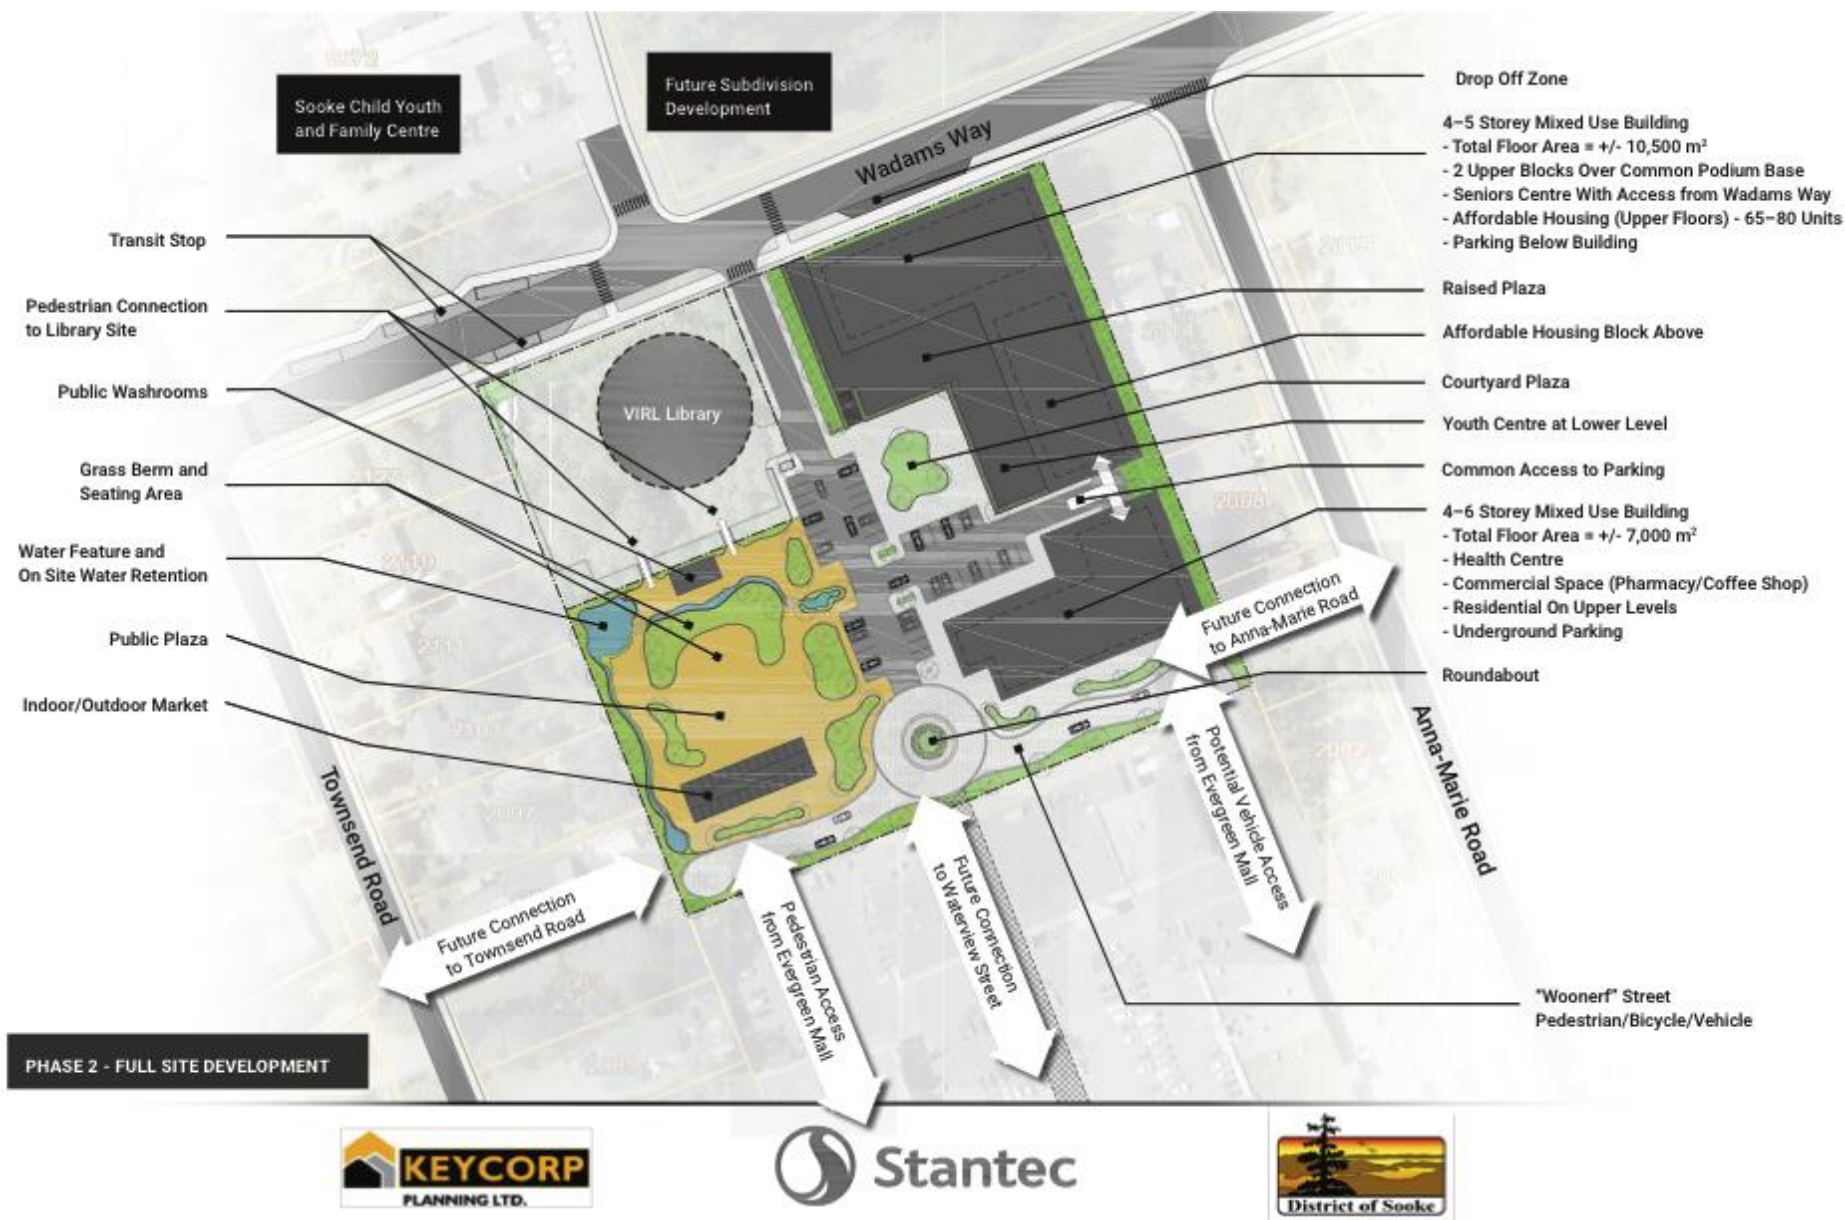 Sooke Child Youth
and Family Centre
Future Subdivision
Development
Wadams Way
Transit Stop
Pedestrian Connection
to Library Site
Public Washrooms
Grass Berm and
Seating Area
Water Feature and
On Site Water Retention
Public Plaza
Indoor/Outdoor Market
VIRL Library
Drop Off Zone
4–5 Storey Mixed Use Building
- Total Floor Area = +/- 10,500 m²
- 2 Upper Blocks Over Common Podium Base
- Seniors Centre With Access from Wadams Way
- Affordable Housing (Upper Floors) - 65–80 Units
- Parking Below Building
Raised Plaza
Affordable Housing Block Above
Courtyard Plaza
Youth Centre at Lower Level
Common Access to Parking
4–6 Storey Mixed Use Building
- Total Floor Area = +/- 7,000 m²
- Health Centre
- Commercial Space (Pharmacy/Coffee Shop)
- Residential On Upper Levels
- Underground Parking
Roundabout
"Woonerf" Street
Pedestrian/Bicycle/Vehicle
Future Connection
to Anna-Marie Road
Potential Vehicle Access
from Evergreen Mall
Anna-Marie Road
Future Connection
to Waterview Street
Pedestrian Access
from Evergreen Mall
Future Connection
to Townsend Road
Townsend Road
PHASE 2 - FULL SITE DEVELOPMENT
KEYCORP
PLANNING LTD.
Stantec
District of Sooke